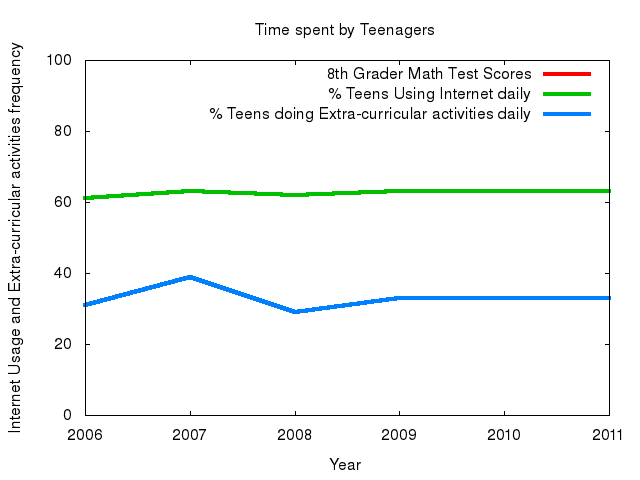 Time spent by Teenagers
Internet Usage and Extra-curricular activities frequency
100
80
60
40
20
0
8th Grader Math Test Scores
% Teens Using Internet daily
% Teens doing Extra-curricular activities daily
2006 2007 2008 2009 2010 2011
Year